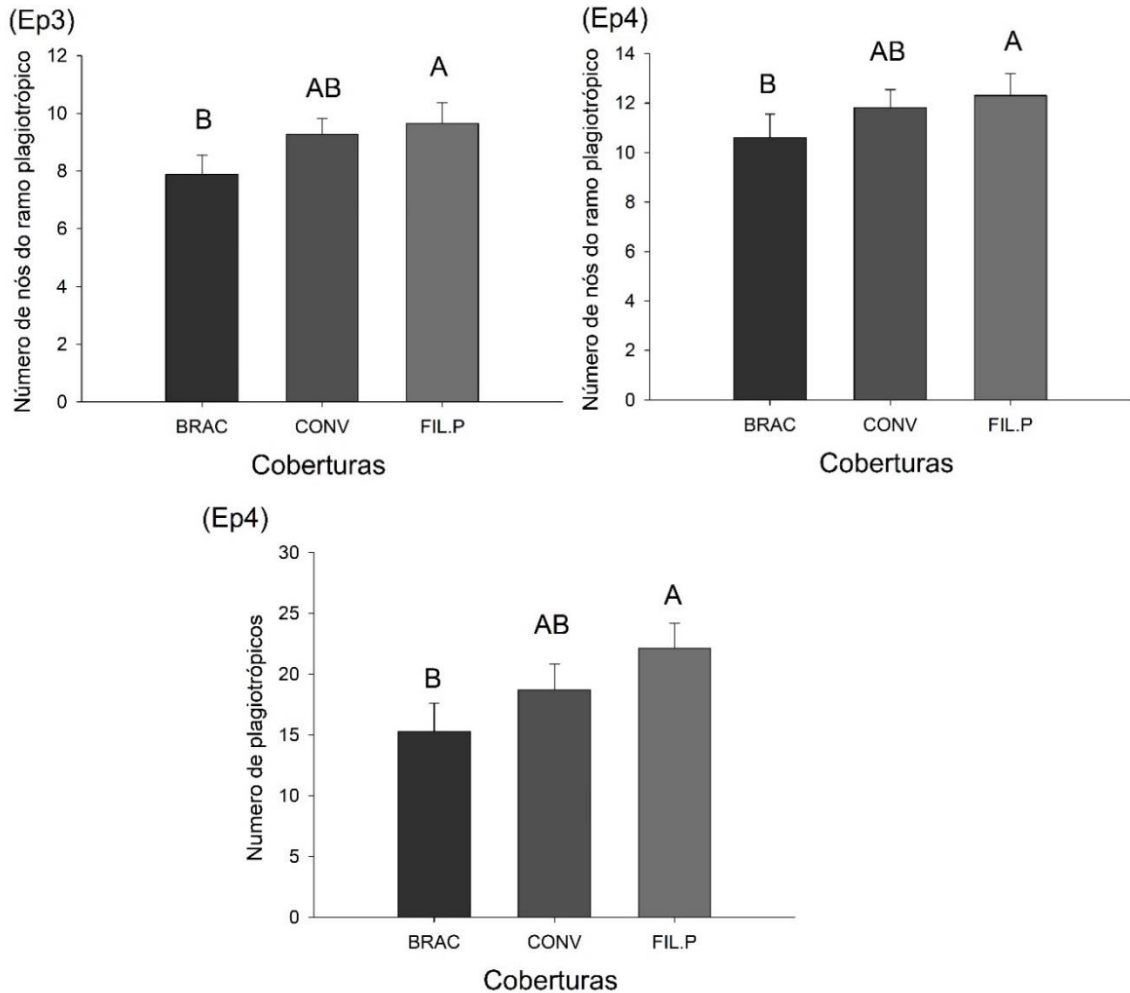 (Ep3)
Número de nós do ramo plagiotrópico
12
10
8
6
4
2
0
B
AB
A
BRAC
CONV
FIL.P
Coberturas
(Ep4)
Número de nós do ramo plagiotrópico
14
12
10
8
6
4
2
0
B
AB
A
BRAC
CONV
FIL.P
Coberturas
(Ep4)
Numero de plagiotrópicos
30
25
20
15
10
5
0
B
AB
A
BRAC
CONV
FIL.P
Coberturas